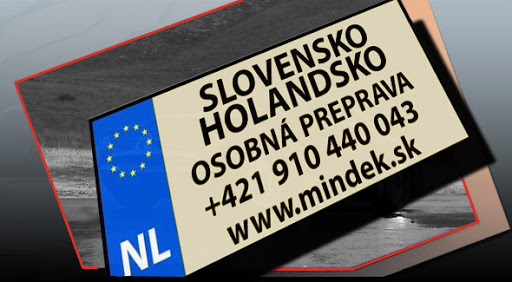 SLOVENSKO
HOLANDSKO
OSOBNÁ PREPRAVA
+421 910 440 043
www.mindek.sk
NL